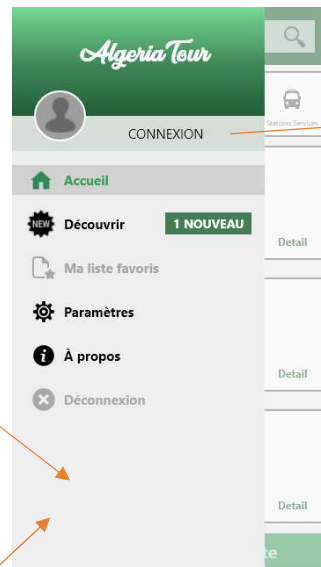 Algeria Tour
CONNEXION
Stations Services
Accueil
NEW
Découvrir 1 NOUVEAU
Detail
Ma liste favoris
Paramètres
À propos
Detail
Déconnexion
Detail
te